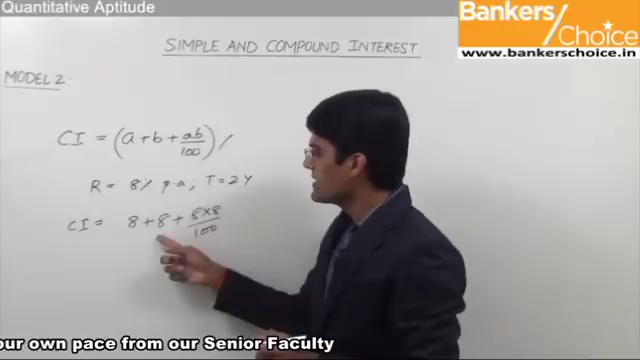 Quantitative Aptitude
Bankers
Choice
www.bankerschoice.in
SIMPLE AND COMPOUND INTEREST
MODEL 2:
CI = (a+b+ab/100) %
R = 8% p.a; T = 2Y
CI = 8+8+8×8/100
our own pace from our Senior Faculty